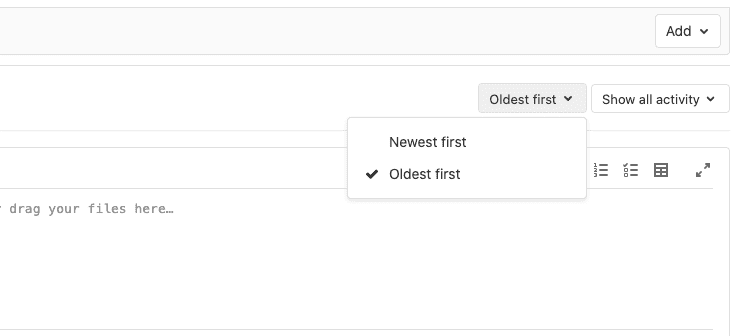 Add
Oldest first
Show all activity
Newest first
Oldest first
drag your files here…